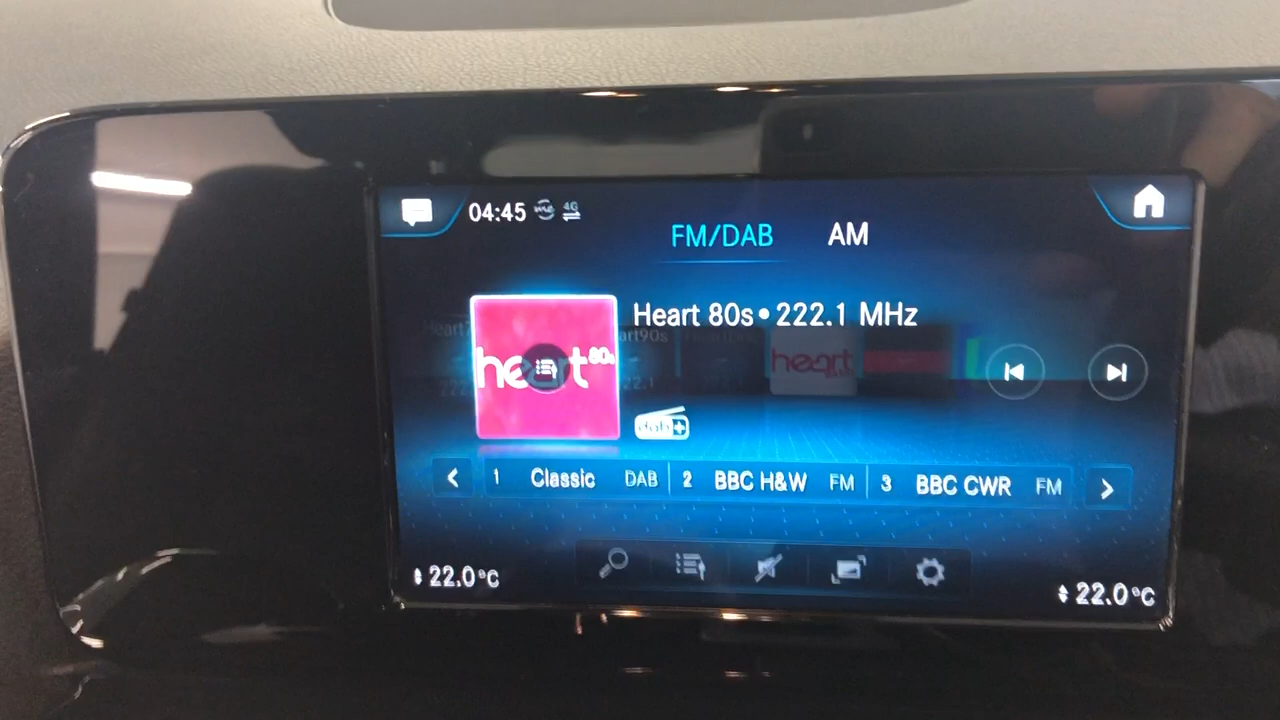 04:45 4G
FM/DAB AM
Heart 80s•222.1 MHz
heart 80s
heart
dab+
1 Classic DAB 2 BBC H&W FM 3 BBC CWR FM
22.0°C
22.0°C